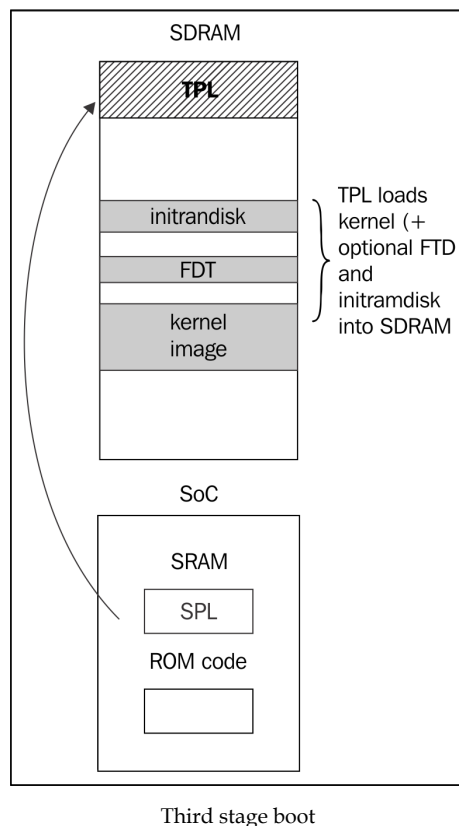 SDRAM
TPL
initrandisk
FDT
kernel
image
TPL loads
kernel (+
optional FTD
and
initramdisk
into SDRAM
SoC
SRAM
SPL
ROM code
Third stage boot